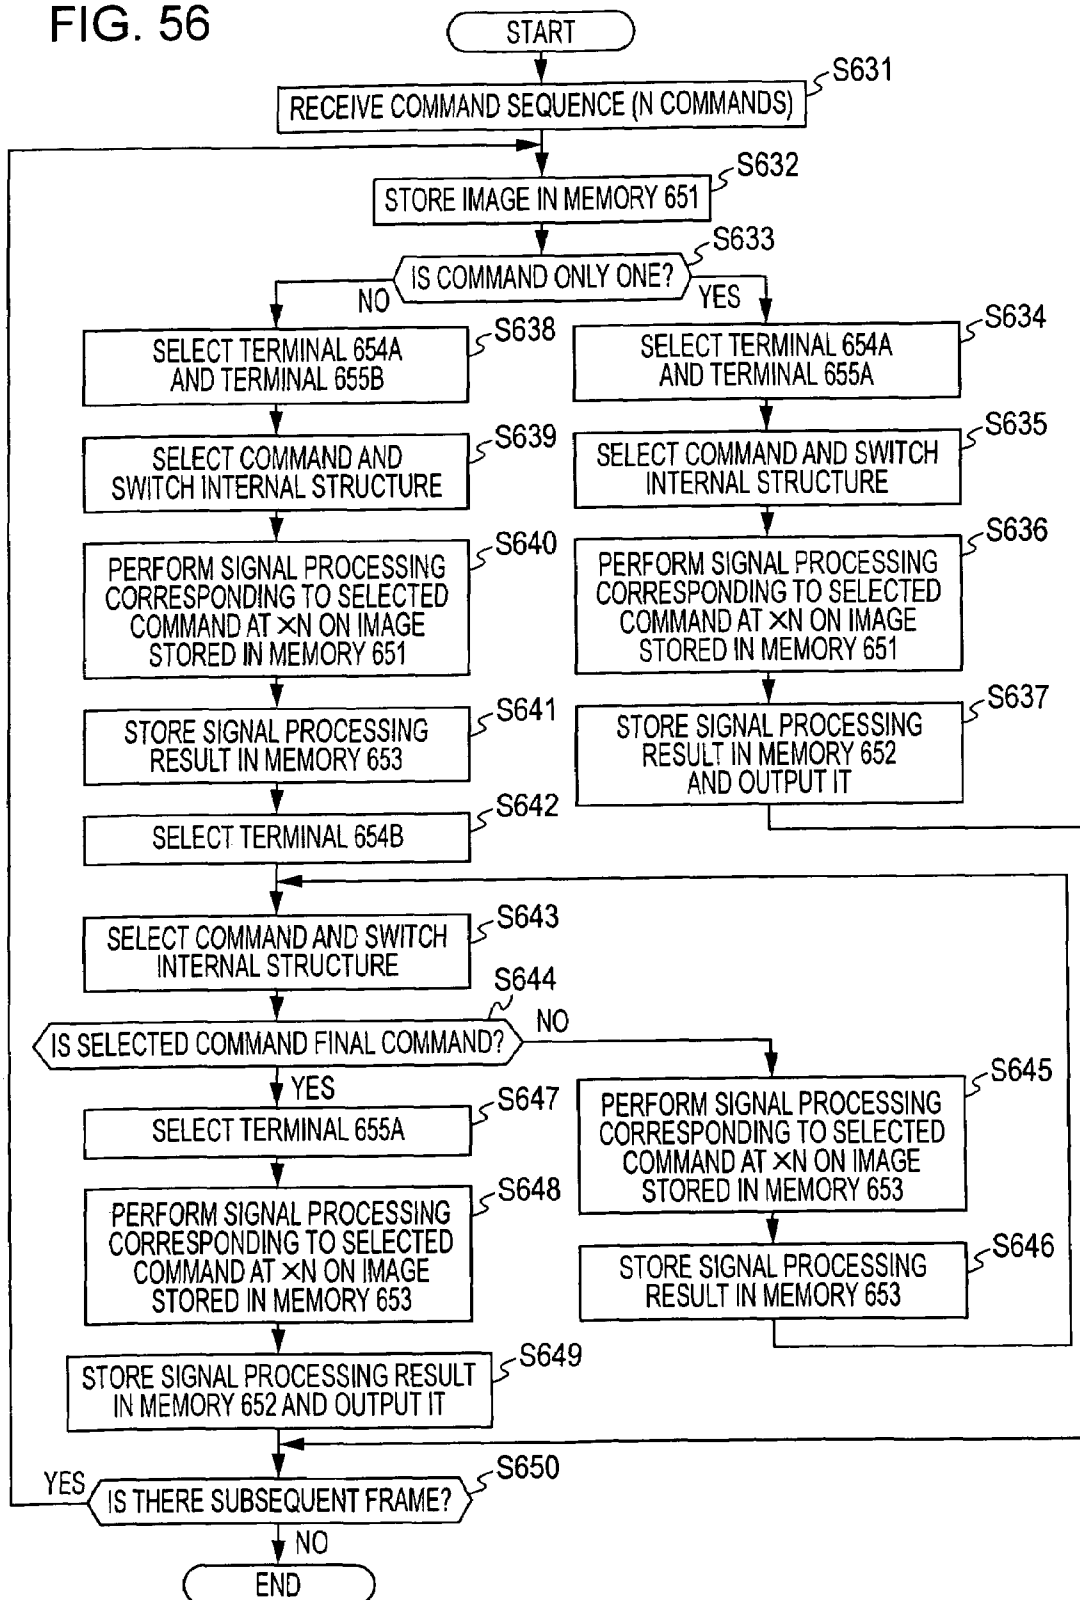 FIG. 56
START
RECEIVE COMMAND SEQUENCE (N COMMANDS)
S631
STORE IMAGE IN MEMORY 651
S632
IS COMMAND ONLY ONE?
S633
NO
YES
SELECT TERMINAL 654A
AND TERMINAL 655B
S638
SELECT COMMAND AND
SWITCH INTERNAL STRUCTURE
S639
PERFORM SIGNAL PROCESSING
CORRESPONDING TO SELECTED
COMMAND AT ×N ON IMAGE
STORED IN MEMORY 651
S640
STORE SIGNAL PROCESSING
RESULT IN MEMORY 653
S641
SELECT TERMINAL 654B
S642
SELECT TERMINAL 654A
AND TERMINAL 655A
S634
SELECT COMMAND AND SWITCH
INTERNAL STRUCTURE
S635
PERFORM SIGNAL PROCESSING
CORRESPONDING TO SELECTED
COMMAND AT ×N ON IMAGE
STORED IN MEMORY 651
S636
STORE SIGNAL PROCESSING
RESULT IN MEMORY 652
AND OUTPUT IT
S637
SELECT COMMAND AND SWITCH
INTERNAL STRUCTURE
S643
IS SELECTED COMMAND FINAL COMMAND?
S644
NO
YES
PERFORM SIGNAL PROCESSING
CORRESPONDING TO SELECTED
COMMAND AT ×N ON IMAGE
STORED IN MEMORY 653
S645
STORE SIGNAL PROCESSING
RESULT IN MEMORY 653
S646
SELECT TERMINAL 655A
S647
PERFORM SIGNAL PROCESSING
CORRESPONDING TO SELECTED
COMMAND AT ×N ON IMAGE
STORED IN MEMORY 653
S648
STORE SIGNAL PROCESSING RESULT
IN MEMORY 652 AND OUTPUT IT
S649
YES
IS THERE SUBSEQUENT FRAME?
S650
NO
END